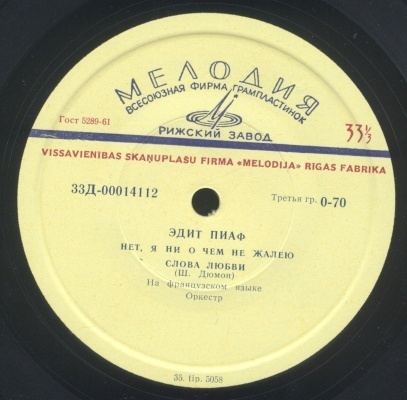 МЕЛОДИЯ
ВСЕСОЮЗНАЯ ФИРМА ГРАМПЛАСТИНОК
РИЖСКИЙ ЗАВОД
Гост 5289-61
33⅓
VISSAVIENIBAS SKAŅUPLAŠU FIRMA «MELODIJA» RIGAS FABRIKA
33Д-00014112
Третья гр. 0-70
ЭДИТ ПИАФ
НЕТ, Я НИ О ЧЕМ НЕ ЖАЛЕЮ
СЛОВА ЛЮБВИ
(Ш. Дюмон)
На французском языке
Оркестр
35. tip. 5058